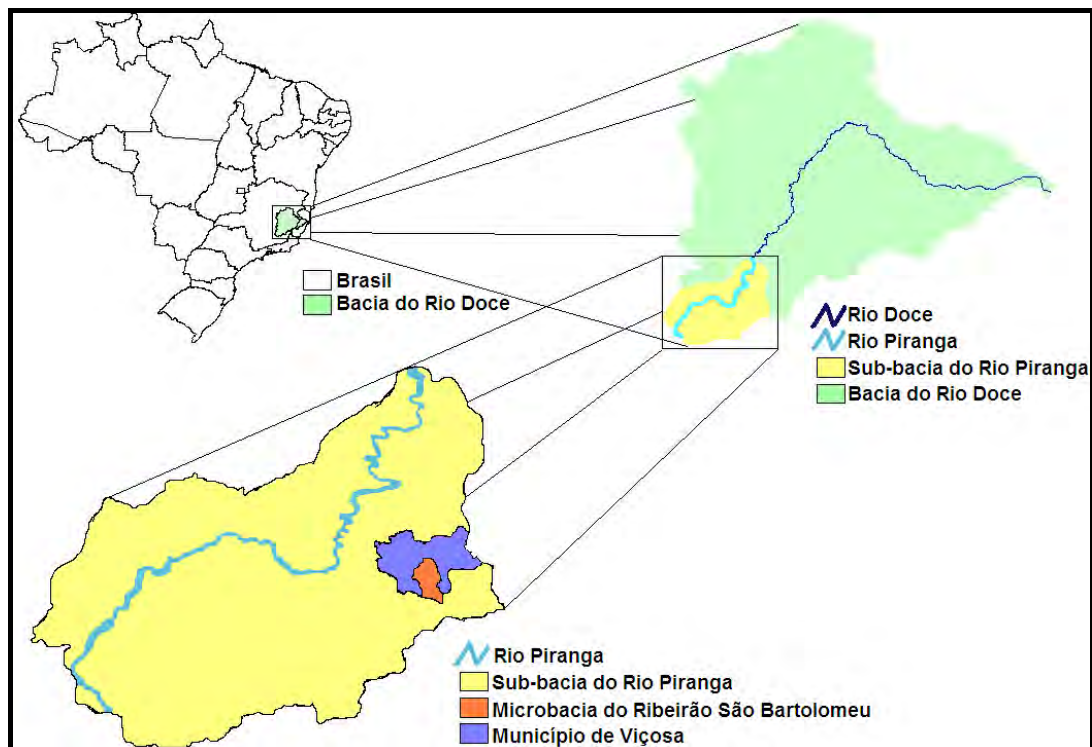 Brasil
Bacia do Rio Doce
Rio Doce
Rio Piranga
Sub-bacia do Rio Piranga
Bacia do Rio Doce
Rio Piranga
Sub-bacia do Rio Piranga
Microbacia do Ribeirão São Bartolomeu
Município de Viçosa